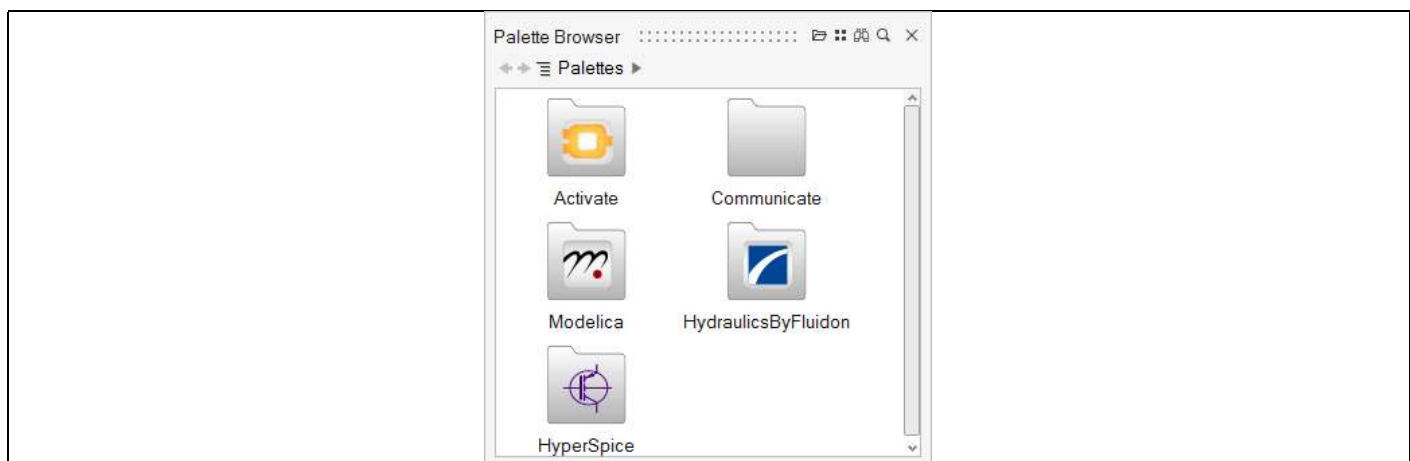 Palette Browser
Palettes
Activate Communicate
Modelica HydraulicsByFluidon
HyperSpice